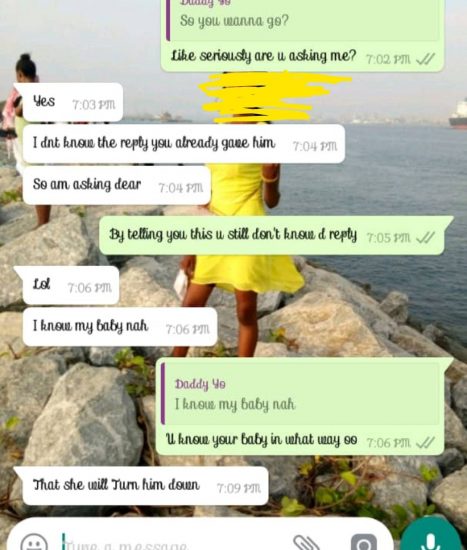 Daddy Yo
So you wanna go?
Like seriously are u asking me? 7:02 PM
Yes 7:03 PM
I dnt know the reply you already gave him 7:04 PM
So am asking dear 7:04 PM
By telling you this u still don't know d reply 7:05 PM
Lol 7:06 PM
I know my baby nah 7:06 PM
Daddy Yo
I know my baby nah
U know your baby in what way oo 7:06 PM
That she will Turn him down 7:09 PM
Type a message